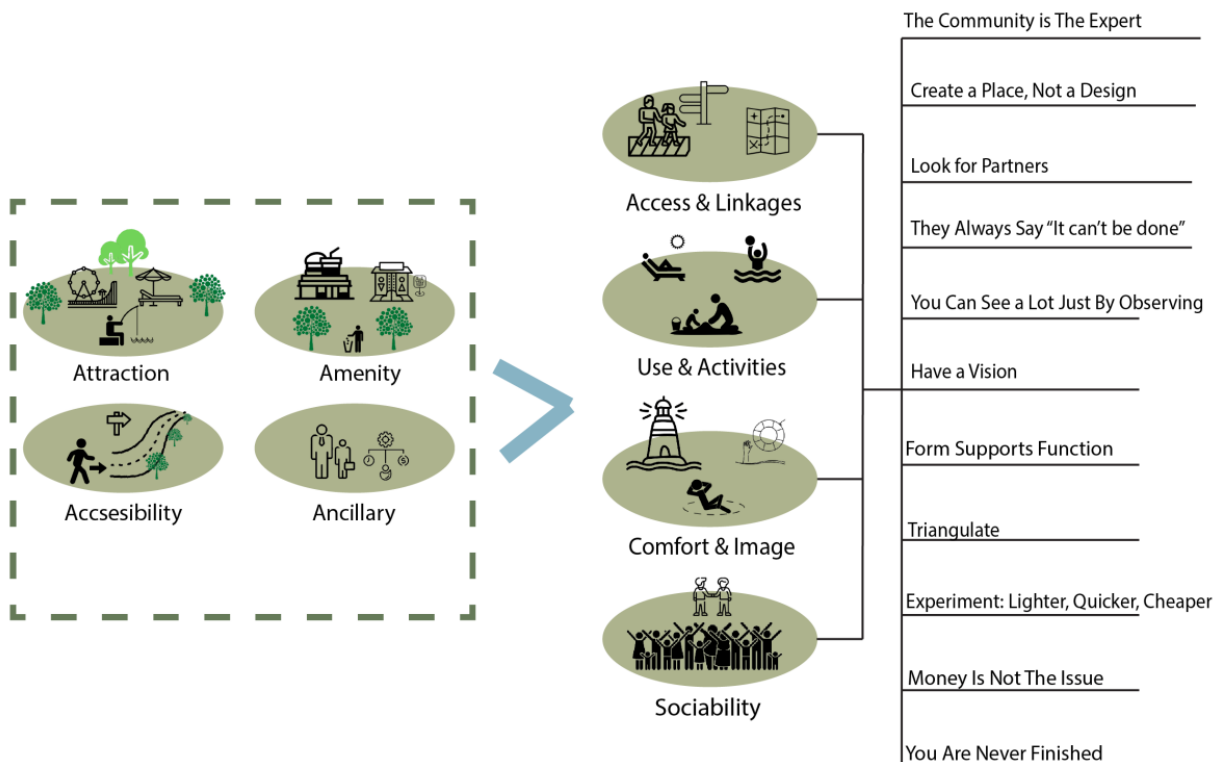 Attraction
Amenity
Accsesibility
Ancillary
Access & Linkages
Use & Activities
Comfort & Image
Sociability
The Community is The Expert
Create a Place, Not a Design
Look for Partners
They Always Say “It can’t be done”
You Can See a Lot Just By Observing
Have a Vision
Form Supports Function
Triangulate
Experiment: Lighter, Quicker, Cheaper
Money Is Not The Issue
You Are Never Finished